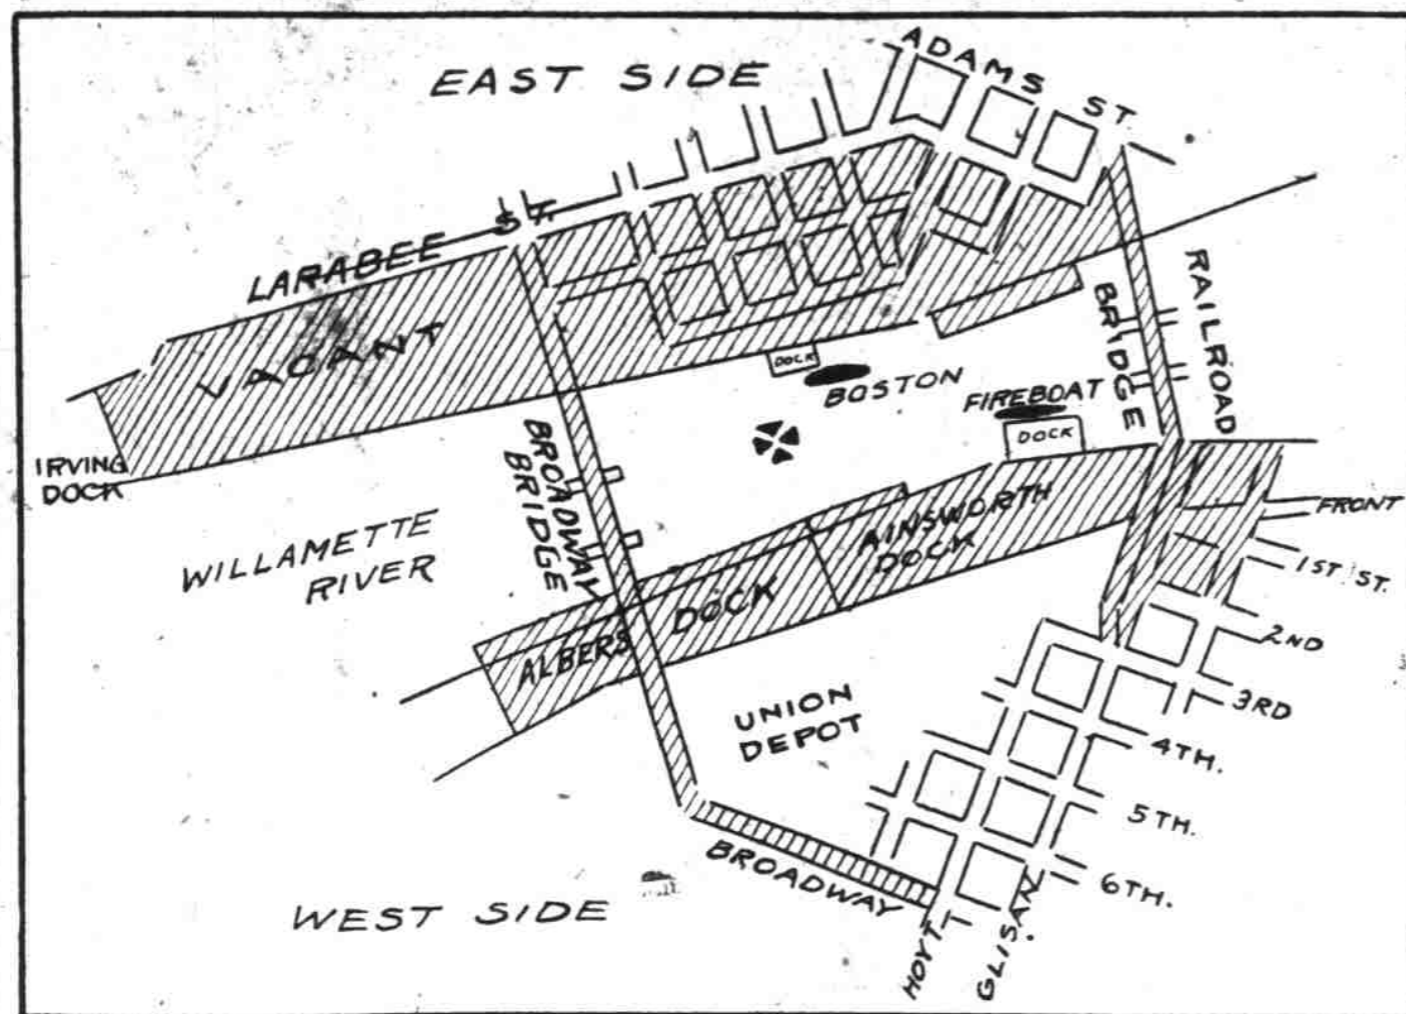 EAST SIDE
ADAMS ST.
LARABEE ST.
VACANT
IRVING
DOCK
WILLAMETTE
RIVER
BROADWAY
BRIDGE
DOCK
BOSTON
FIREBOAT
DOCK
RAILROAD
BRIDGE
AINSWORTH
DOCK
ALBERS DOCK
FRONT
1ST. ST.
2ND
3RD
4TH.
5TH.
6TH.
UNION
DEPOT
BROADWAY
HOYT
GLISAN.
WEST SIDE